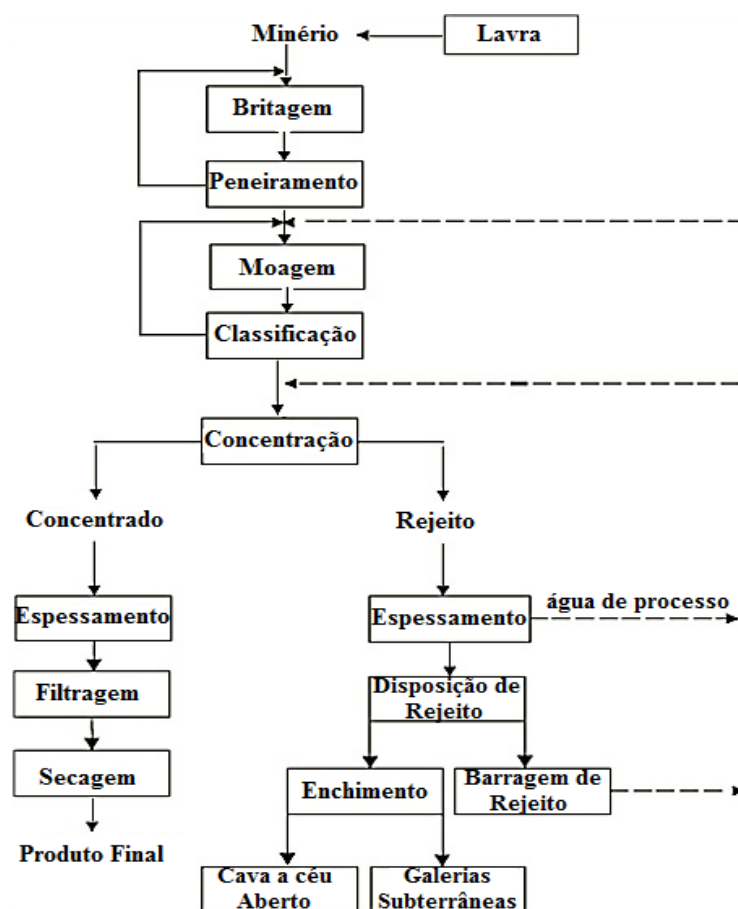 Minério
Lavra
Britagem
Peneiramento
Moagem
Classificação
Concentração
Concentrado
Rejeito
Espessamento
Espessamento
água de processo
Filtragem
Disposição de
Rejeito
Secagem
Enchimento
Barragem de
Rejeito
Produto Final
Cava a céu
Aberto
Galerias
Subterrâneas